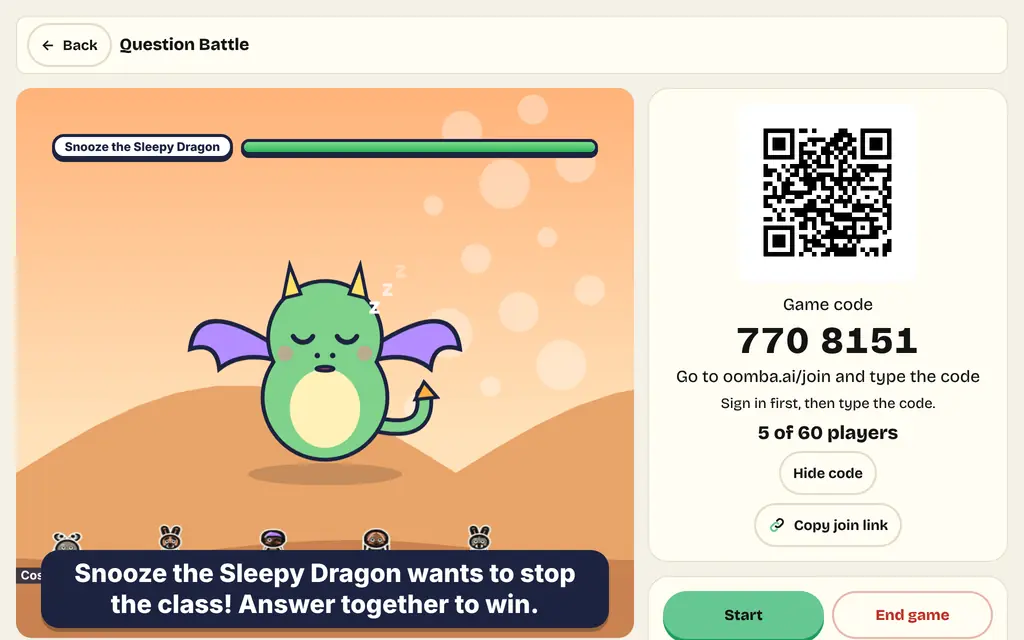 ← Back
Question Battle
Snooze the Sleepy Dragon
z
z
z
Game code
770 8151
Go to oomba.ai/join and type the code
Sign in first, then type the code.
5 of 60 players
Hide code
Copy join link
Cos
Snooze the Sleepy Dragon wants to stop
the class! Answer together to win.
Start
End game